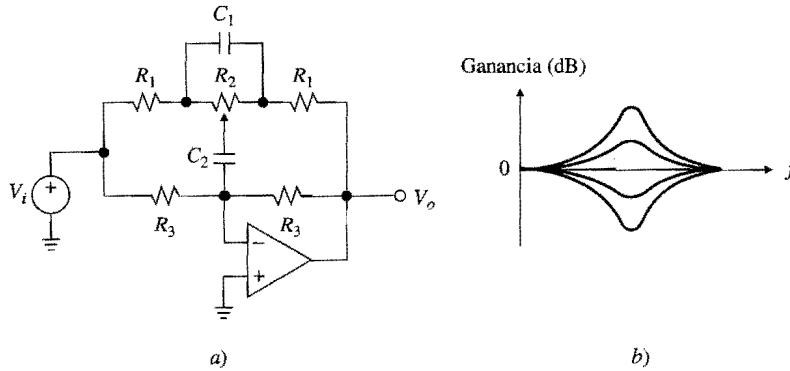 C₁
R₁
R₂
R₁
C₂
Vᵢ
+
R₃
R₃
Vₒ
−
+
a)
Ganancia (dB)
0
f
b)